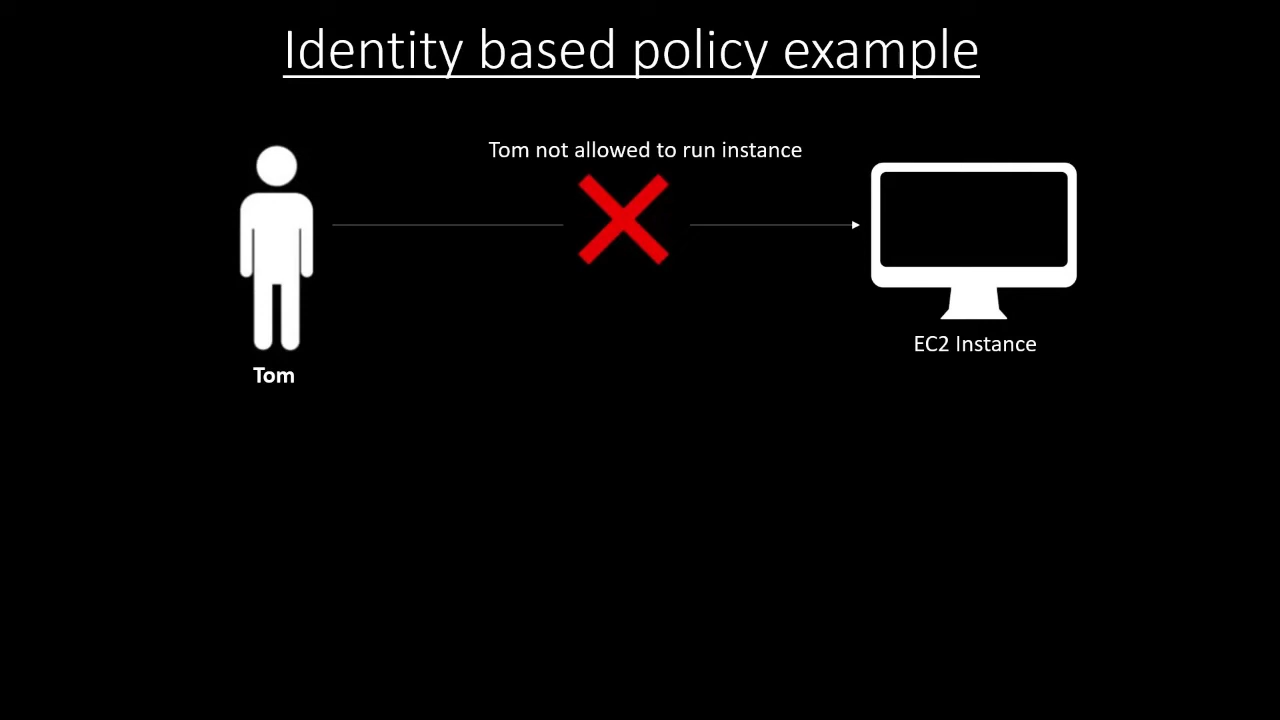 Identity based policy example
Tom not allowed to run instance
EC2 Instance
Tom